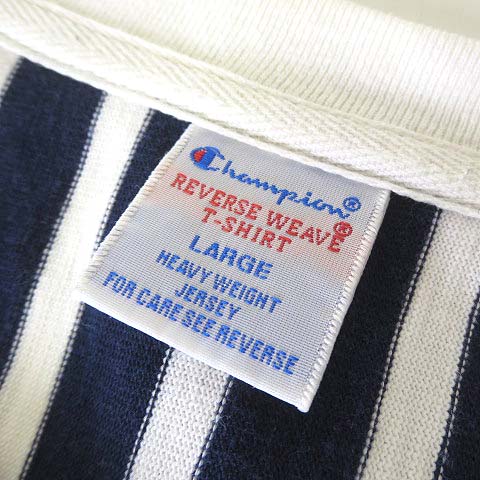 Champion®
REVERSE WEAVE®
T-SHIRT
LARGE
HEAVY WEIGHT
JERSEY
FOR CARE SEE REVERSE